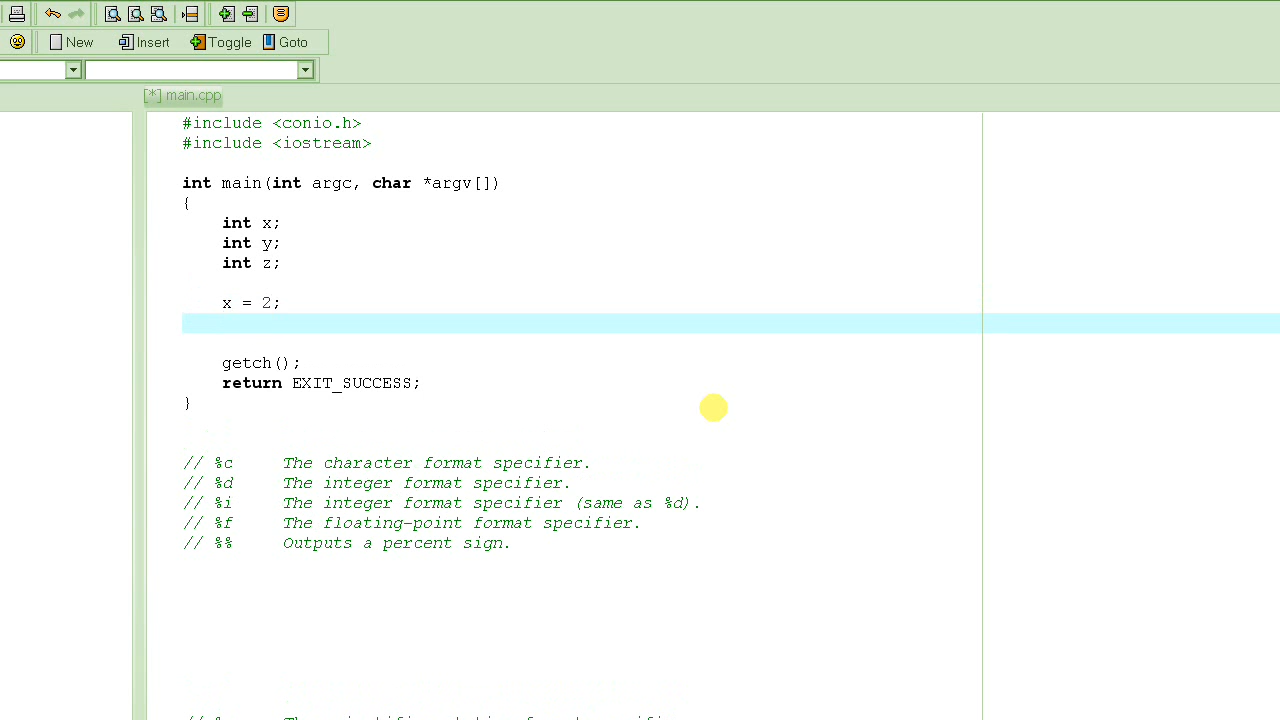 New Insert Toggle Goto
[*] main.cpp
#include <conio.h>
#include <iostream>
int main(int argc, char *argv[])
{
int x;
int y;
int z;
x = 2;
getch();
return EXIT_SUCCESS;
}
// %c The character format specifier.
// %d The integer format specifier.
// %i The integer format specifier (same as %d).
// %f The floating-point format specifier.
// %% Outputs a percent sign.